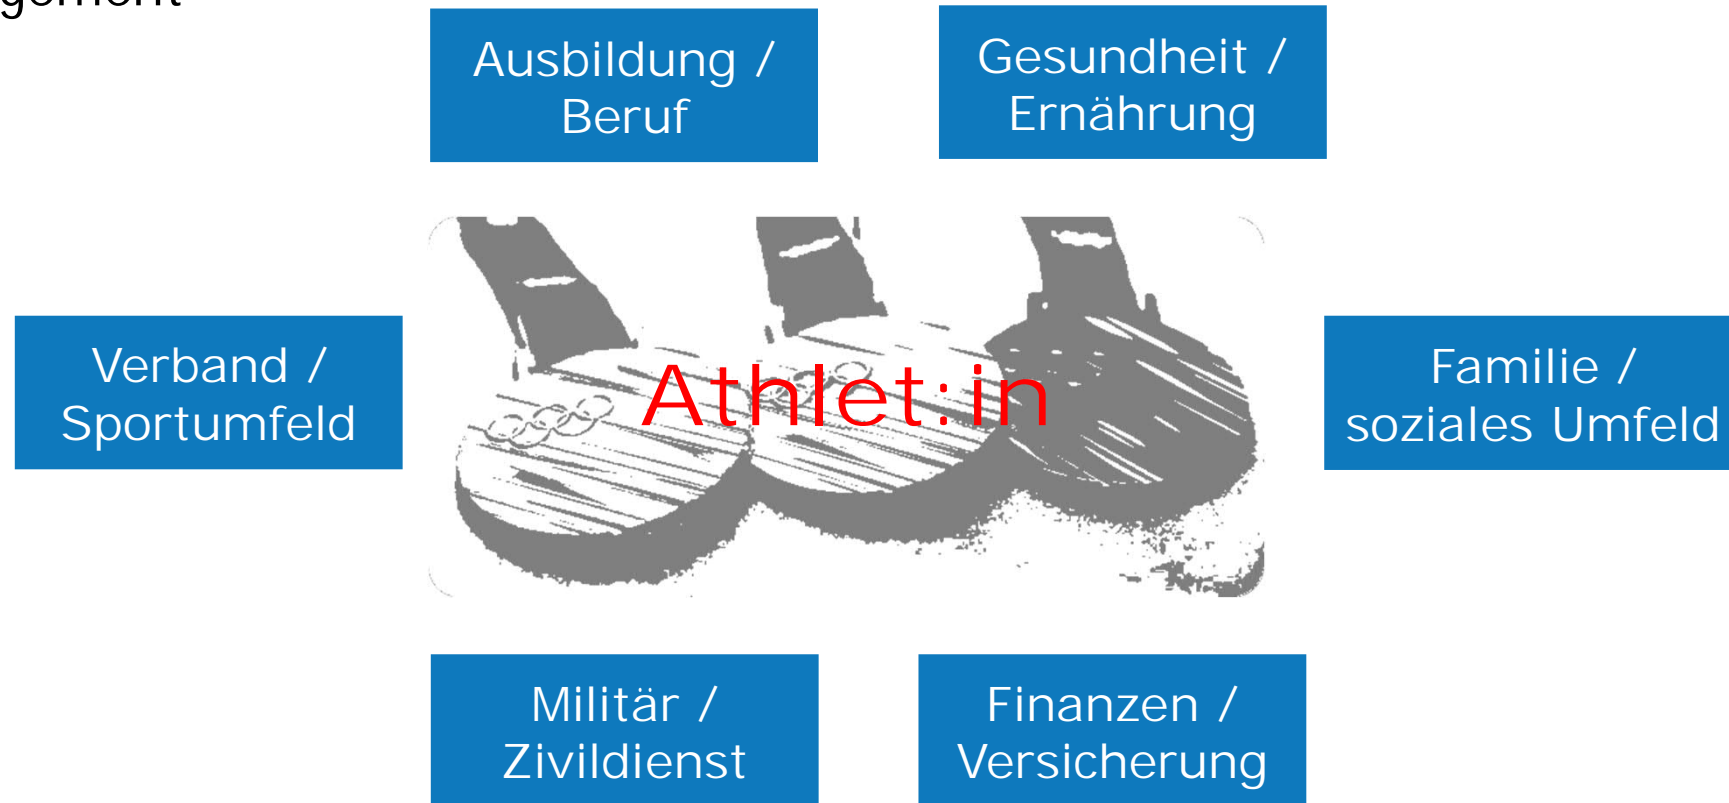 Ausbildung /
Beruf
Gesundheit /
Ernährung
Verband /
Sportumfeld
Athlet:in
Familie /
soziales Umfeld
Militär /
Zivildienst
Finanzen /
Versicherung